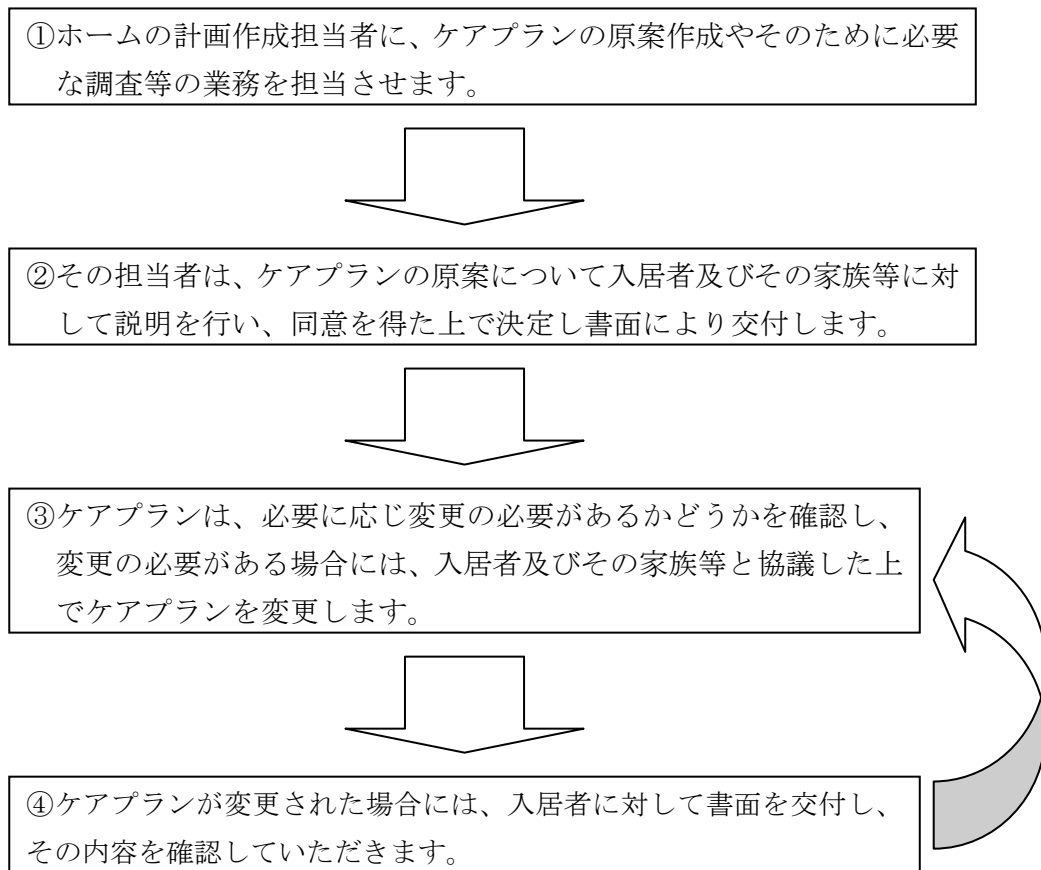 ①ホームの計画作成担当者に、ケアプランの原案作成やそのために必要
な調査等の業務を担当させます。
②その担当者は、ケアプランの原案について入居者及びその家族等に対
して説明を行い、同意を得た上で決定し書面により交付します。
③ケアプランは、必要に応じ変更の必要があるかどうかを確認し、
変更の必要がある場合には、入居者及びその家族等と協議した上
でケアプランを変更します。
④ケアプランが変更された場合には、入居者に対して書面を交付し、
その内容を確認していただきます。